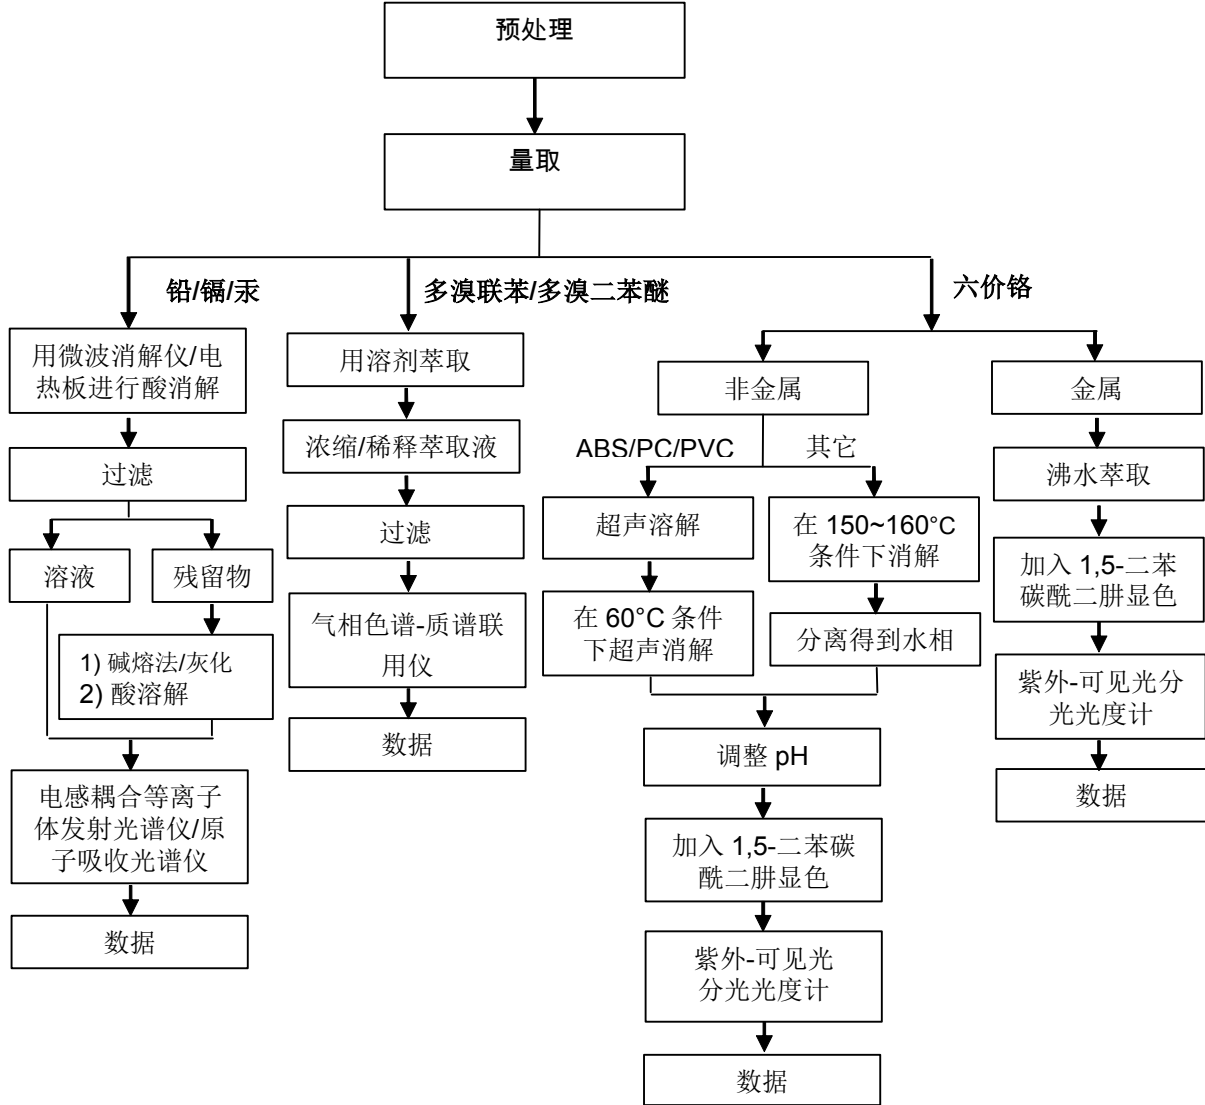 预处理
量取
铅/镉/汞
多溴联苯/多溴二苯醚
六价铬
用微波消解仪/电
热板进行酸消解
过滤
溶液
残留物
1) 碱熔法/灰化
2) 酸溶解
电感耦合等离子
体发射光谱仪/原
子吸收光谱仪
数据
用溶剂萃取
浓缩/稀释萃取液
过滤
气相色谱-质谱联
用仪
数据
非金属
ABS/PC/PVC
其它
超声溶解
在 60°C 条件
下超声消解
在 150~160°C
条件下消解
分离得到水相
调整 pH
加入 1,5-二苯碳
酰二肼显色
紫外-可见光
分光光度计
数据
金属
沸水萃取
加入 1,5-二苯
碳酰二肼显色
紫外-可见光分
光光度计
数据